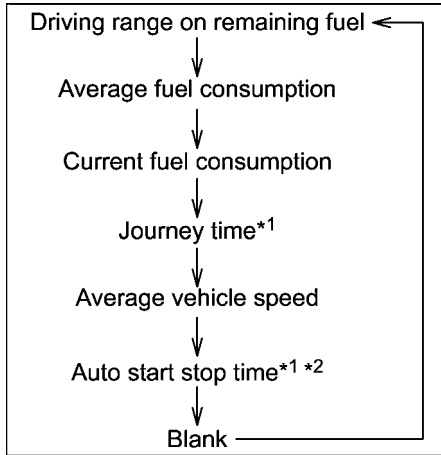 Driving range on remaining fuel
Average fuel consumption
Current fuel consumption
Journey time*1
Average vehicle speed
Auto start stop time*1 *2
Blank